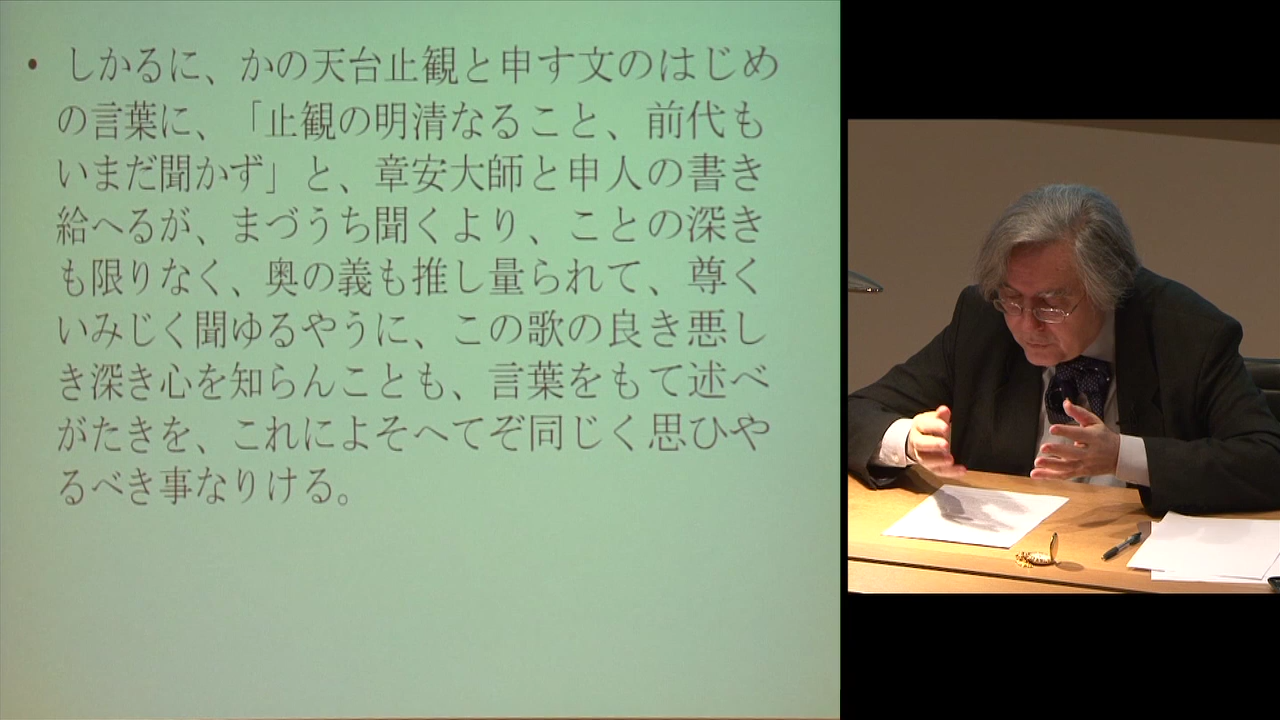 ・しかるに、かの天台止観と申す文のはじめ
の言葉に、「止観の明清なること、前代も
いまだ聞かず」と、章安大師と申人の書き
給へるが、まづうち聞くより、ことの深き
も限りなく、奥の義も推し量られて、尊く
いみじく聞ゆるやうに、この歌の良き悪し
き深き心を知らんことも、言葉をもて述べ
がたきを、これによそへてぞ同じく思ひや
るべき事なりける。